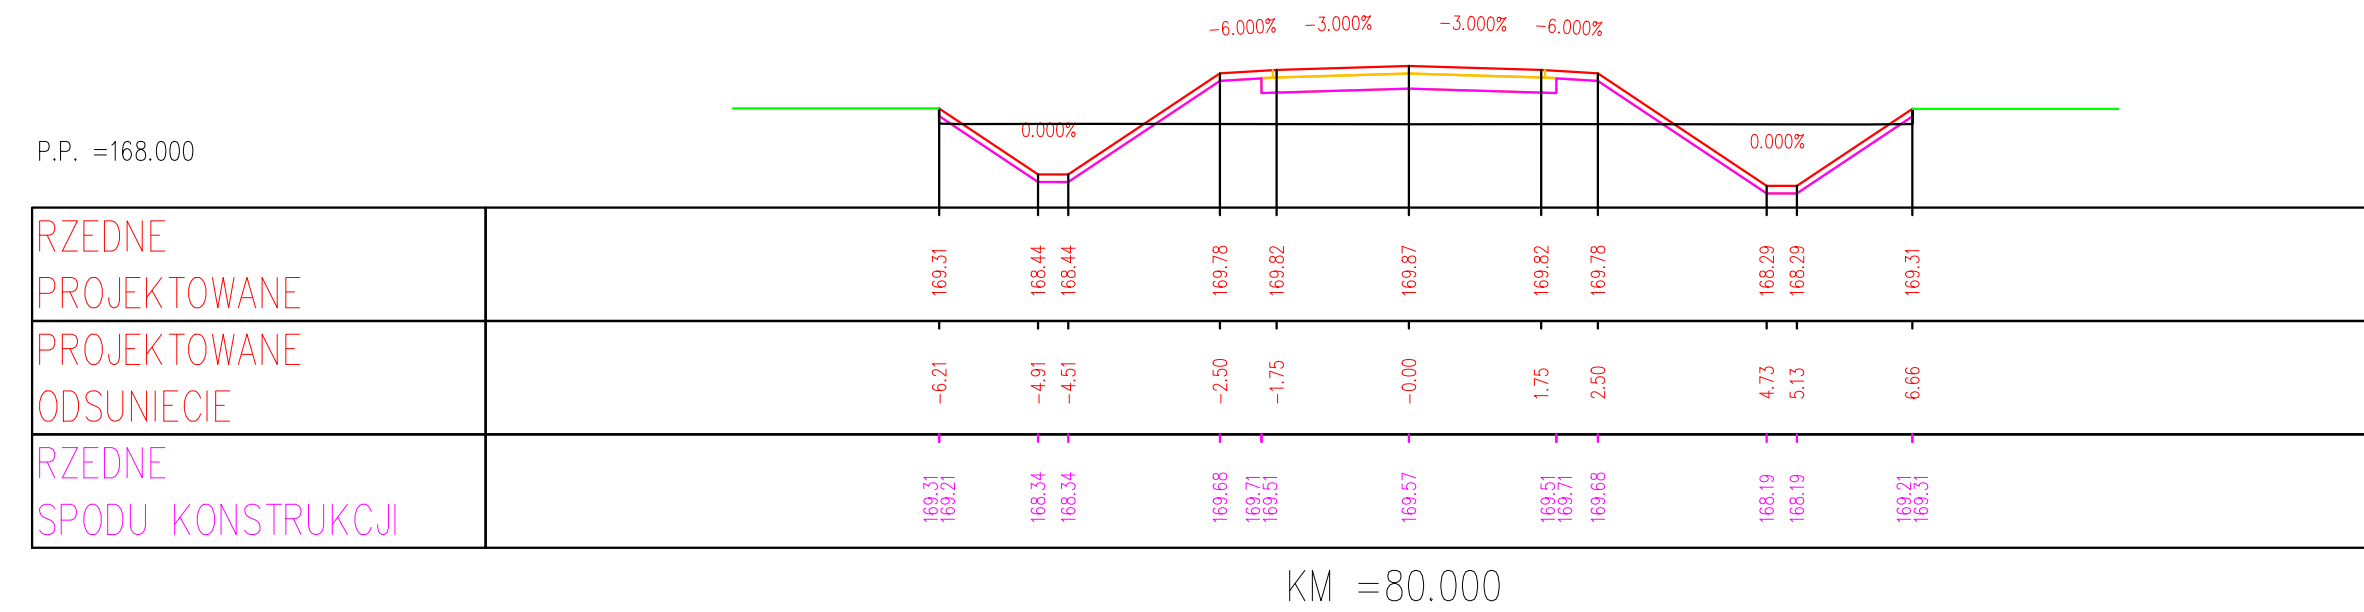 -6.000% -3.000% -3.000% -6.000%
0.000% 0.000%
P.P. =168.000
RZEDNE
PROJEKTOWANE
169.31 168.44 168.44 169.78 169.82 169.87 169.82 169.78 168.29 168.29 169.31
PROJEKTOWANE
ODSUNIECIE
-6.21 -4.91 -4.51 -2.50 -1.75 -0.00 1.75 2.50 4.73 5.13 6.66
RZEDNE
SPODU KONSTRUKCJI
169.31 169.21 168.34 168.34 169.68 169.71 169.51 169.57 169.51 169.71 169.68 168.19 168.19 169.21 169.31
KM =80.000